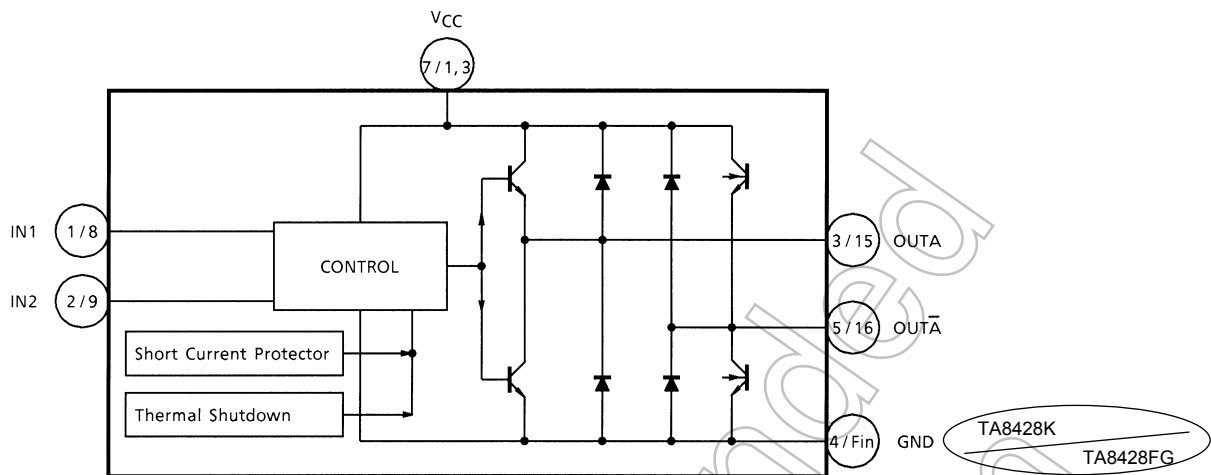 VCC
7/1, 3
IN1
1/8
IN2
2/9
CONTROL
Short Current Protector
Thermal Shutdown
3/15
OUTA
5/16
OUTA̅
4/Fin
GND
TA8428K
TA8428FG